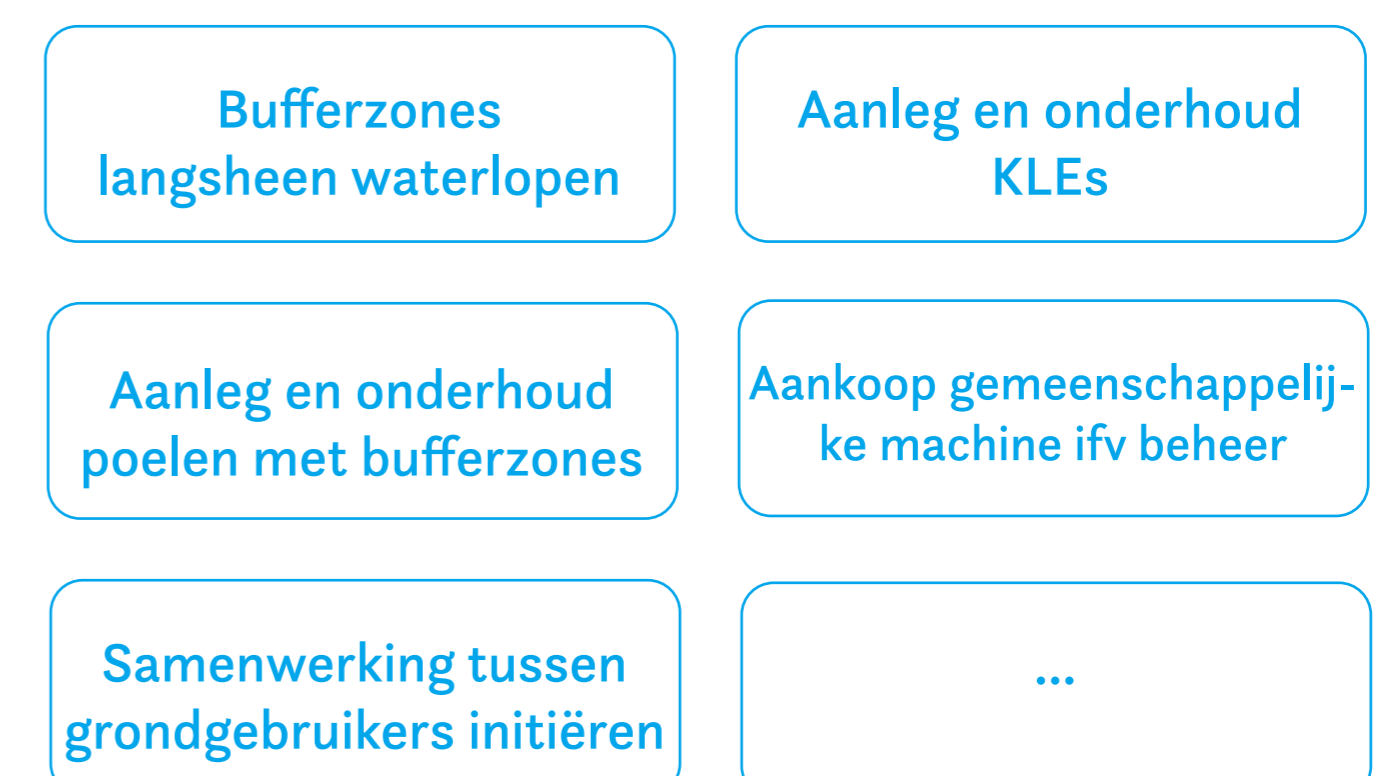 Bufferzones
langsheen waterlopen
Aanleg en onderhoud
KLEs
Aanleg en onderhoud
poelen met bufferzones
Aankoop gemeenschappelij-
ke machine ifv beheer
Samenwerking tussen
grondgebruikers initiëren
...